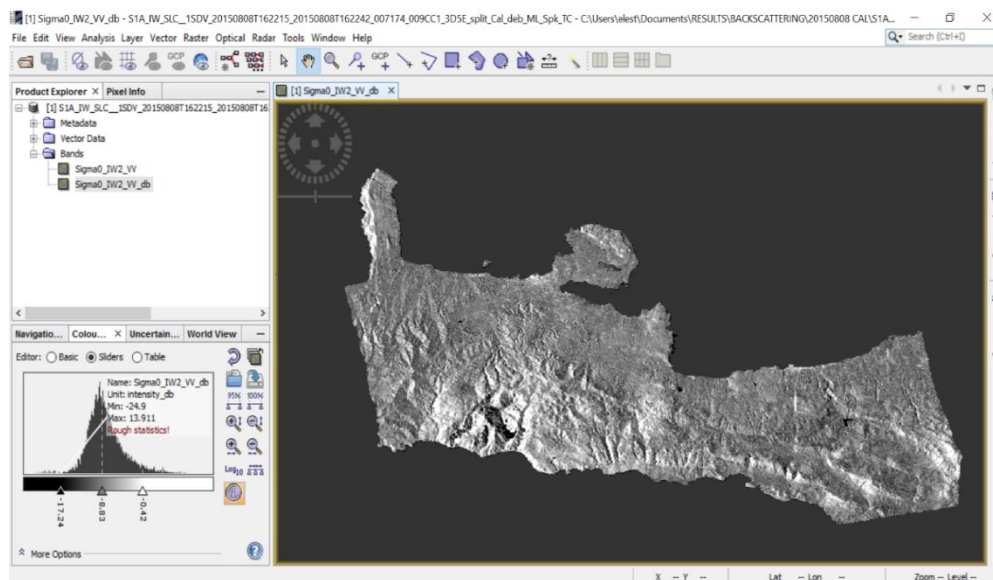 [1] Sigma0_IW2_VV_db - S1A_IW_SLC__1SDV_20150808T162215_20150808T162242_007174_009CC1_3D5E_split_Cal_deb_ML_Spk_TC - C:\Users\elest\Documents\RESULTS\BACKSCATTERING\20150808 CAL\S1A...
File Edit View Analysis Layer Vector Raster Optical Radar Tools Window Help
Search (Ctrl+I)
GCP
GCP
Product Explorer × Pixel Info
[1] Sigma0_IW2_VV_db ×
[1] S1A_IW_SLC__1SDV_20150808T162215_20150808T16
Metadata
Vector Data
Bands
Sigma0_IW2_VV
Sigma0_IW2_VV_db
Navigatio... Colou... × Uncertain... World View
Editor: Basic Sliders Table
Name: Sigma0_IW2_VV_db
Unit: intensity_db
Min: -24.9
Max: 13.911
Rough statistics!
95% 100%
Log10
-17.24 -8.83 -0.42
More Options
X -- Y -- Lat -- Lon -- Zoom -- Level --